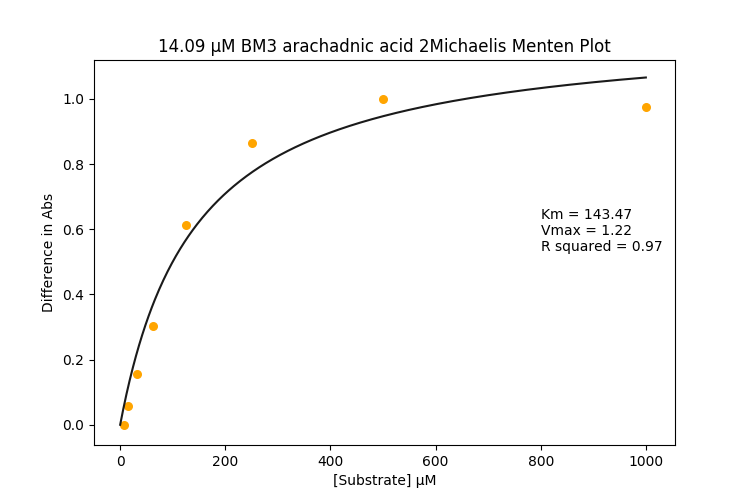 14.09 μM BM3 arachadnic acid 2Michaelis Menten Plot
1.0
0.8
0.6
0.4
0.2
0.0
Difference in Abs
Km = 143.47
Vmax = 1.22
R squared = 0.97
0 200 400 600 800 1000
[Substrate] μM